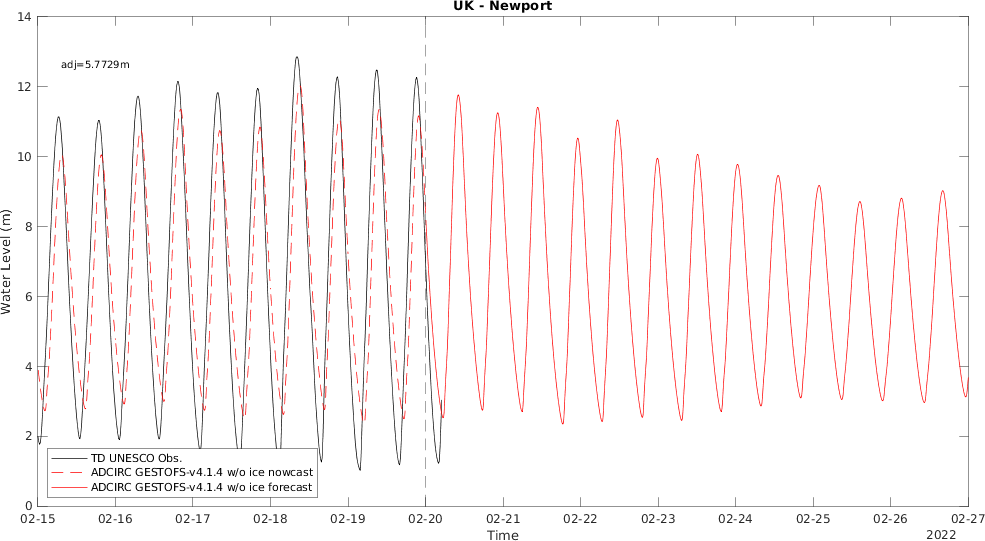 UK - Newport
14
12
10
8
6
4
2
0
Water Level (m)
adj=5.7729m
TD UNESCO Obs.
ADCIRC GESTOFS-v4.1.4 w/o ice nowcast
ADCIRC GESTOFS-v4.1.4 w/o ice forecast
02-15 02-16 02-17 02-18 02-19 02-20 02-21 02-22 02-23 02-24 02-25 02-26 02-27
Time
2022